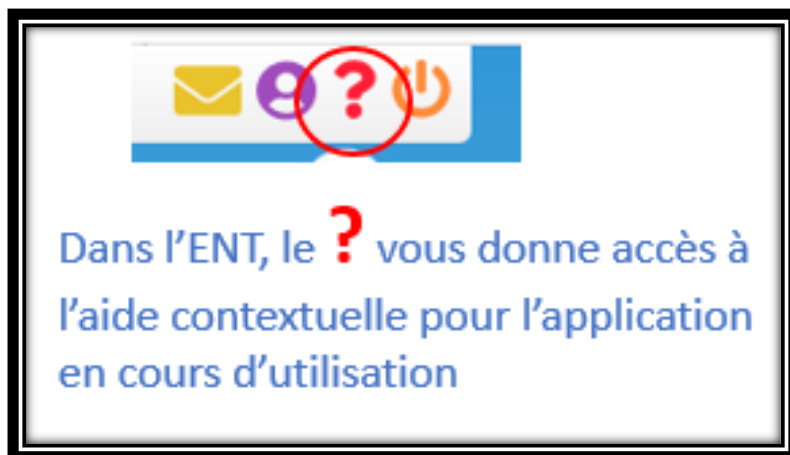 ?
Dans l'ENT, le ? vous donne accès à
l'aide contextuelle pour l'application
en cours d'utilisation